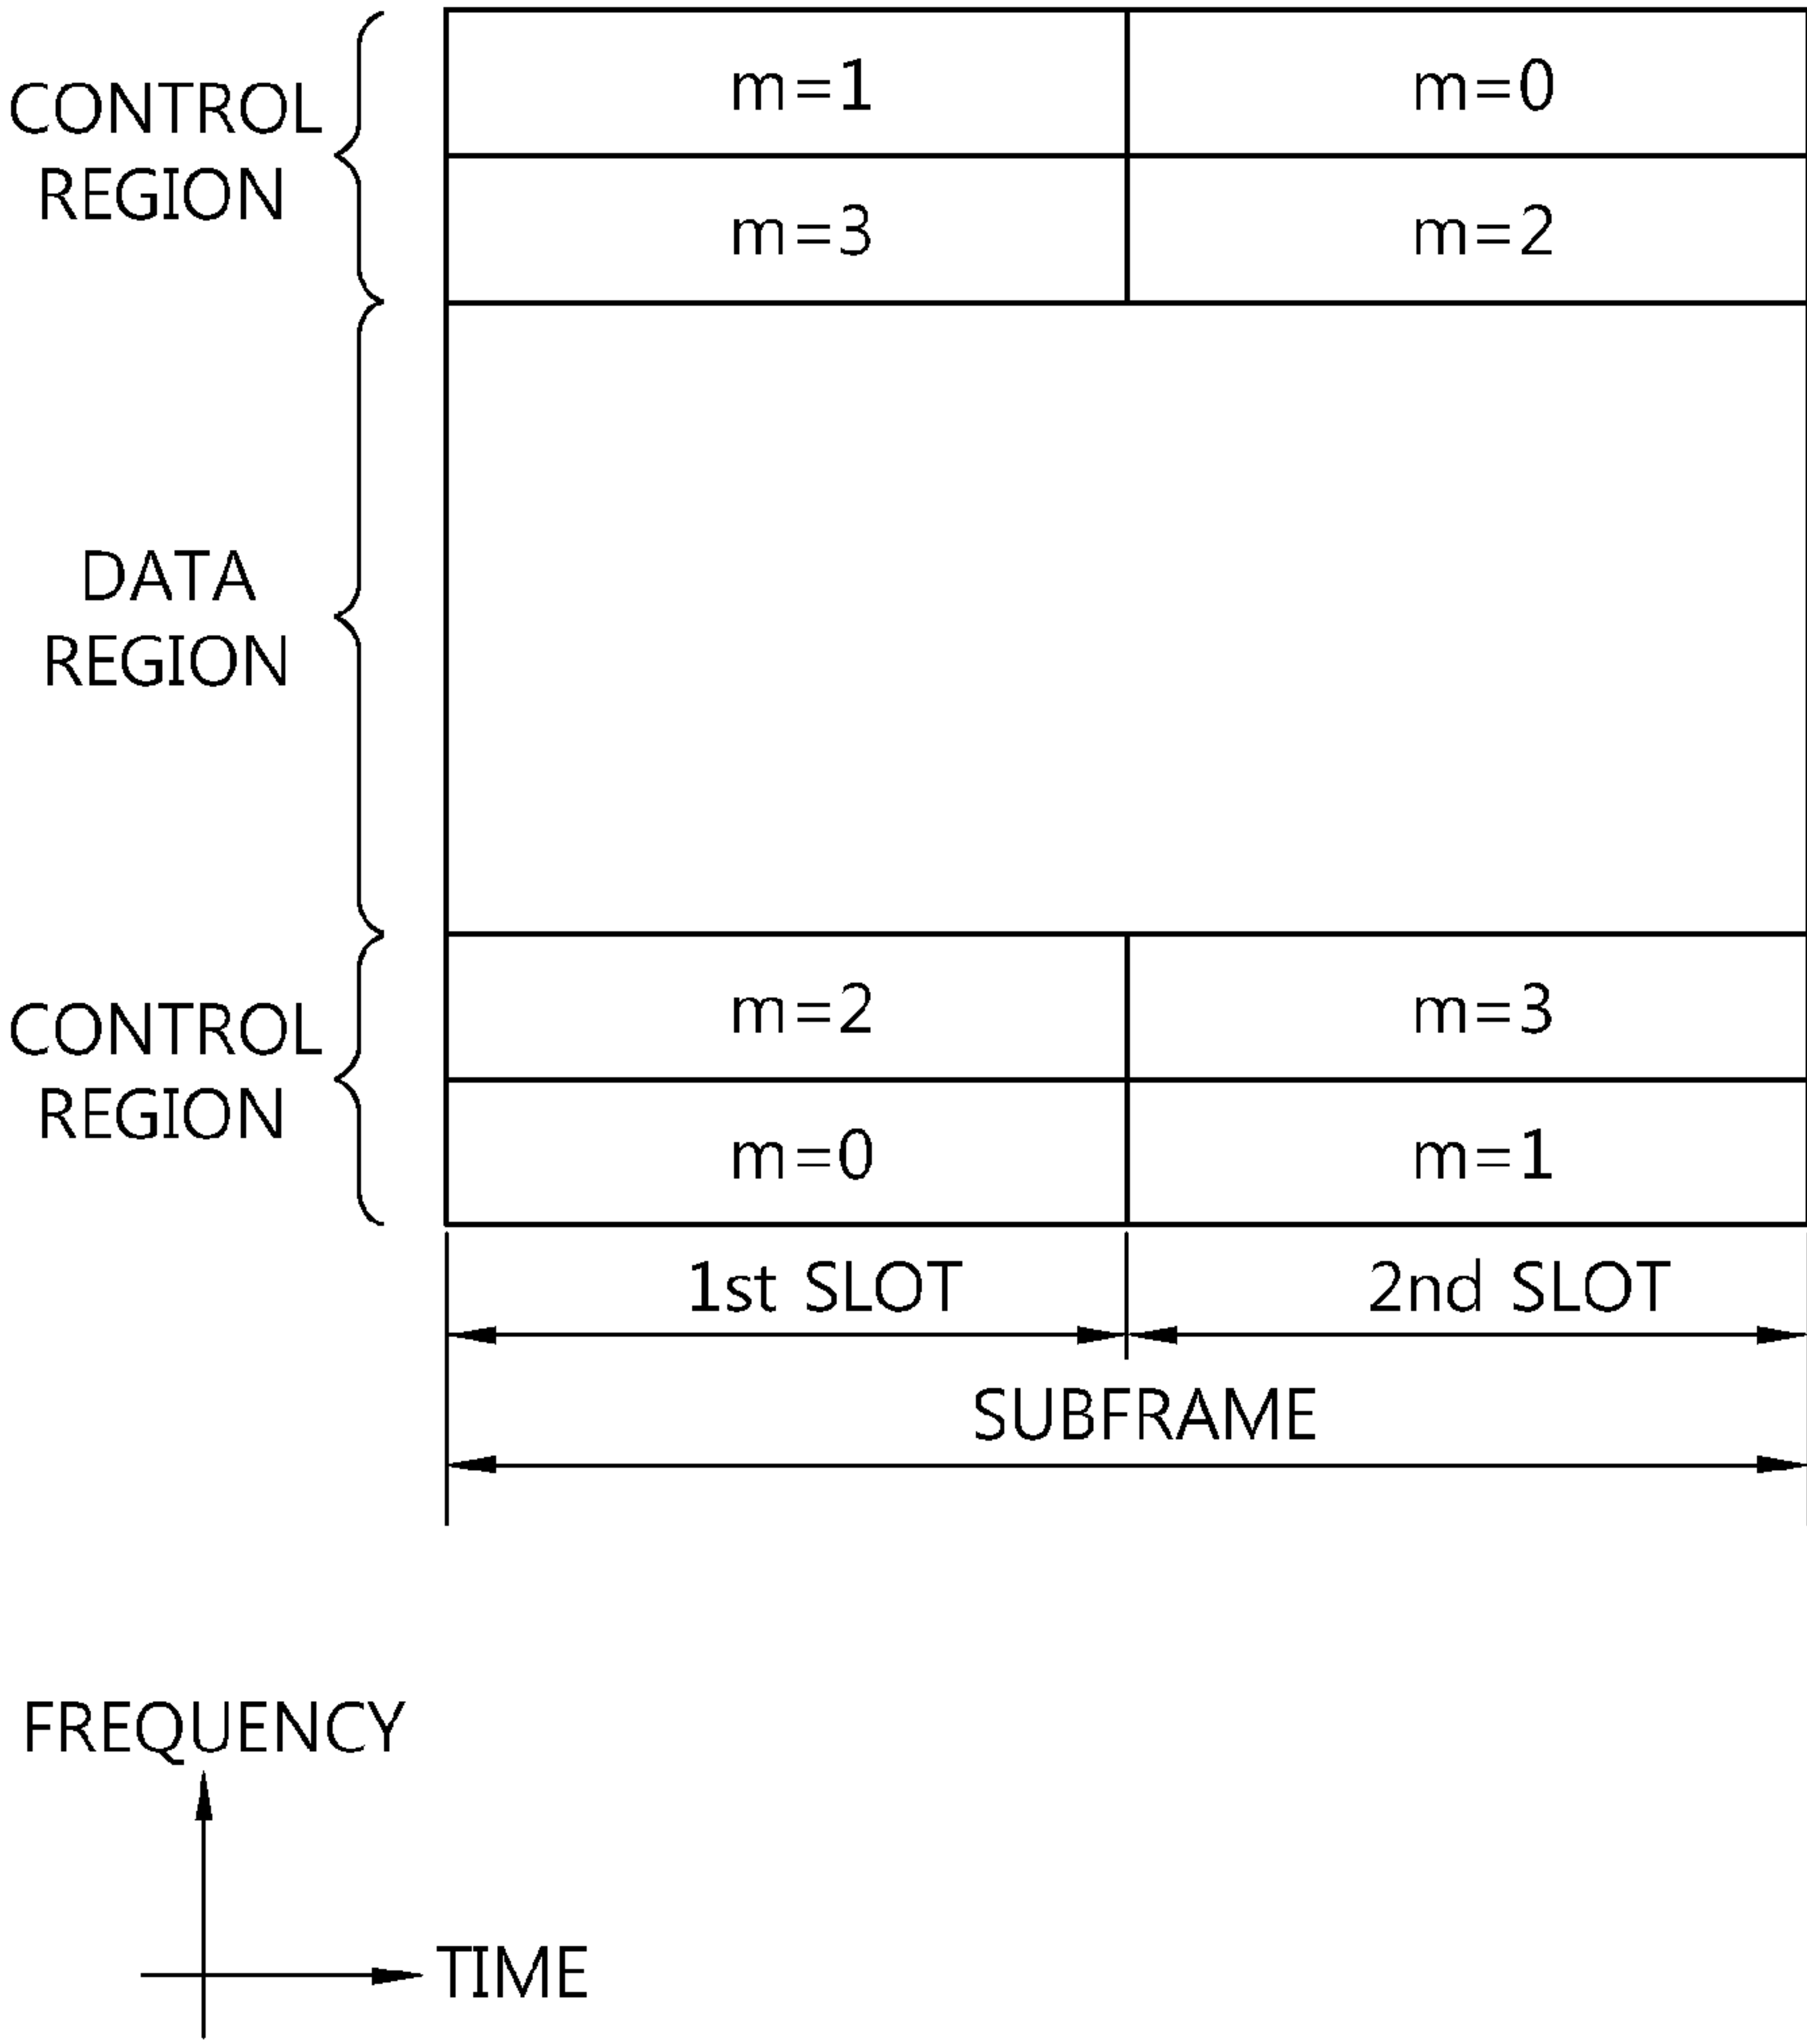 CONTROL
REGION
m=1
m=0
m=3
m=2
DATA
REGION
CONTROL
REGION
m=2
m=3
m=0
m=1
1st SLOT
2nd SLOT
SUBFRAME
FREQUENCY
TIME